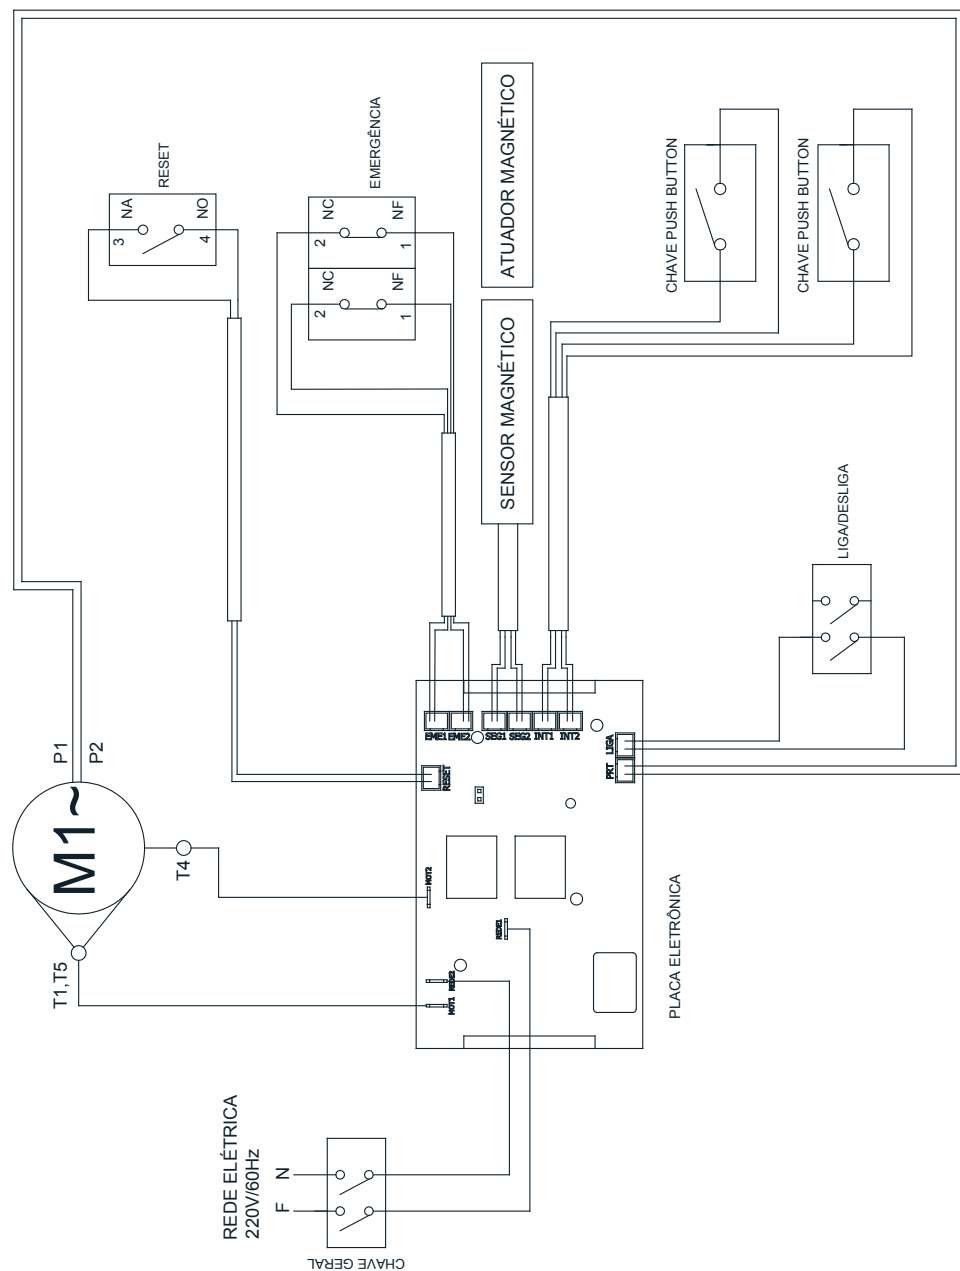 RESET
3
NA
4
NO
EMERGÊNCIA
2
NC
1
NF
2
NC
1
NF
ATUADOR MAGNÉTICO
SENSOR MAGNÉTICO
CHAVE PUSH BUTTON
CHAVE PUSH BUTTON
LIGA/DESLIGA
P1
P2
M1~
T4
T1,T5
EME1
EME2
SEG1
SEG2
INT1
INT2
RESET
LIGA
PRT
MOT2
REDE1
REDE2
MOT1
PLACA ELETRÔNICA
REDE ELÉTRICA
220V/60Hz
F
N
CHAVE GERAL